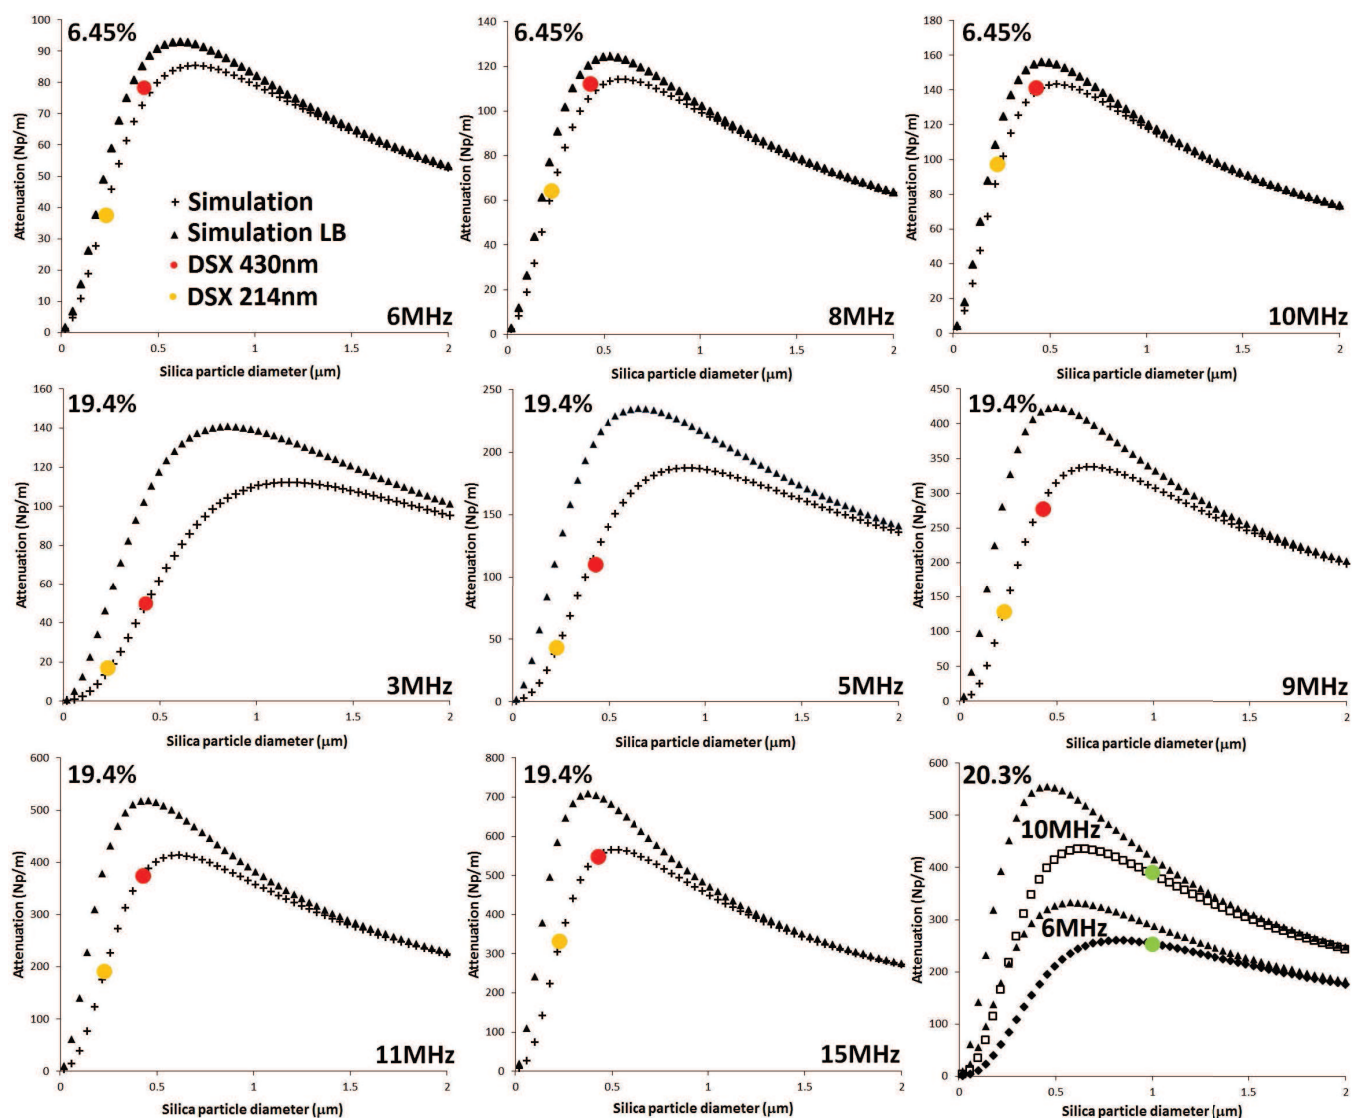 6.45%
100
90
80
70
60
50
40
30
20
10
0
Attenuation (Np/m)
Simulation
Simulation LB
DSX 430nm
DSX 214nm
6MHz
0 0.5 1 1.5 2
Silica particle diameter (μm)
6.45%
140
120
100
80
60
40
20
0
Attenuation (Np/m)
8MHz
0 0.5 1 1.5 2
Silica particle diameter (μm)
6.45%
180
160
140
120
100
80
60
40
20
0
Attenuation (Np/m)
10MHz
0 0.5 1 1.5 2
Silica particle diameter (μm)
19.4%
160
140
120
100
80
60
40
20
0
Attenuation (Np/m)
3MHz
0 0.5 1 1.5 2
Silica particle diameter (μm)
19.4%
250
200
150
100
50
0
Attenuation (Np/m)
5MHz
0 0.5 1 1.5 2
Silica particle diameter (μm)
19.4%
450
400
350
300
250
200
150
100
50
0
Attenuation (Np/m)
9MHz
0 0.5 1 1.5 2
Silica particle diameter (μm)
19.4%
600
500
400
300
200
100
0
Attenuation (Np/m)
11MHz
0 0.5 1 1.5 2
Silica particle diameter (μm)
19.4%
800
700
600
500
400
300
200
100
0
Attenuation (Np/m)
15MHz
0 0.5 1 1.5 2
Silica particle diameter (μm)
20.3%
600
500
400
300
200
100
0
Attenuation (Np/m)
10MHz
6MHz
0 0.5 1 1.5 2
Silica particle diameter (μm)